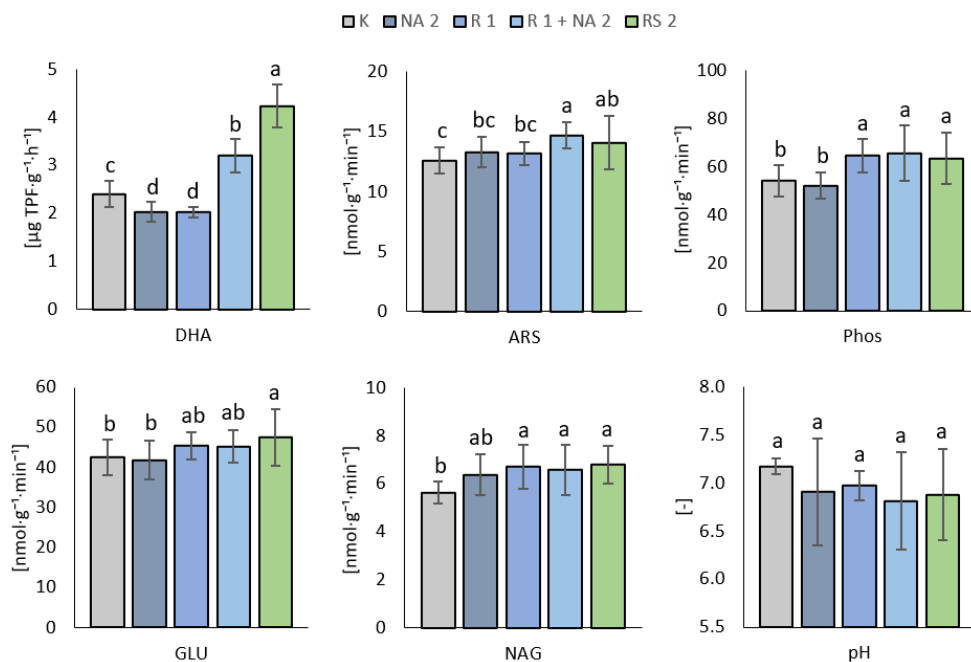 K NA 2 R 1 R 1 + NA 2 RS 2
[µg TPF·g⁻¹·h⁻¹]
5
4
3
2
1
0
c d d b a
DHA
[nmol·g⁻¹·min⁻¹]
20
15
10
5
0
c bc bc a ab
ARS
[nmol·g⁻¹·min⁻¹]
100
80
60
40
20
0
b b a a a
Phos
[nmol·g⁻¹·min⁻¹]
60
50
40
30
20
10
0
b b ab ab a
GLU
[nmol·g⁻¹·min⁻¹]
10
8
6
4
2
0
b ab a a a
NAG
[-]
8.0
7.5
7.0
6.5
6.0
5.5
a a a a a
pH